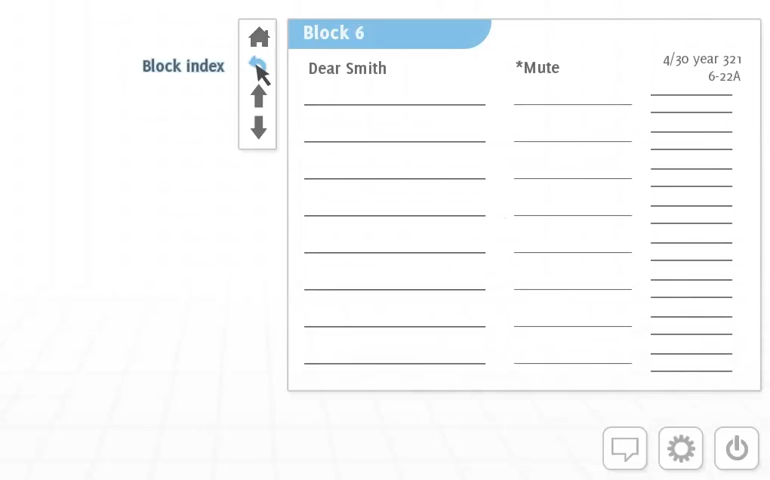 Block 6
Block index
Dear Smith
*Mute
4/30 year 321
6-22A